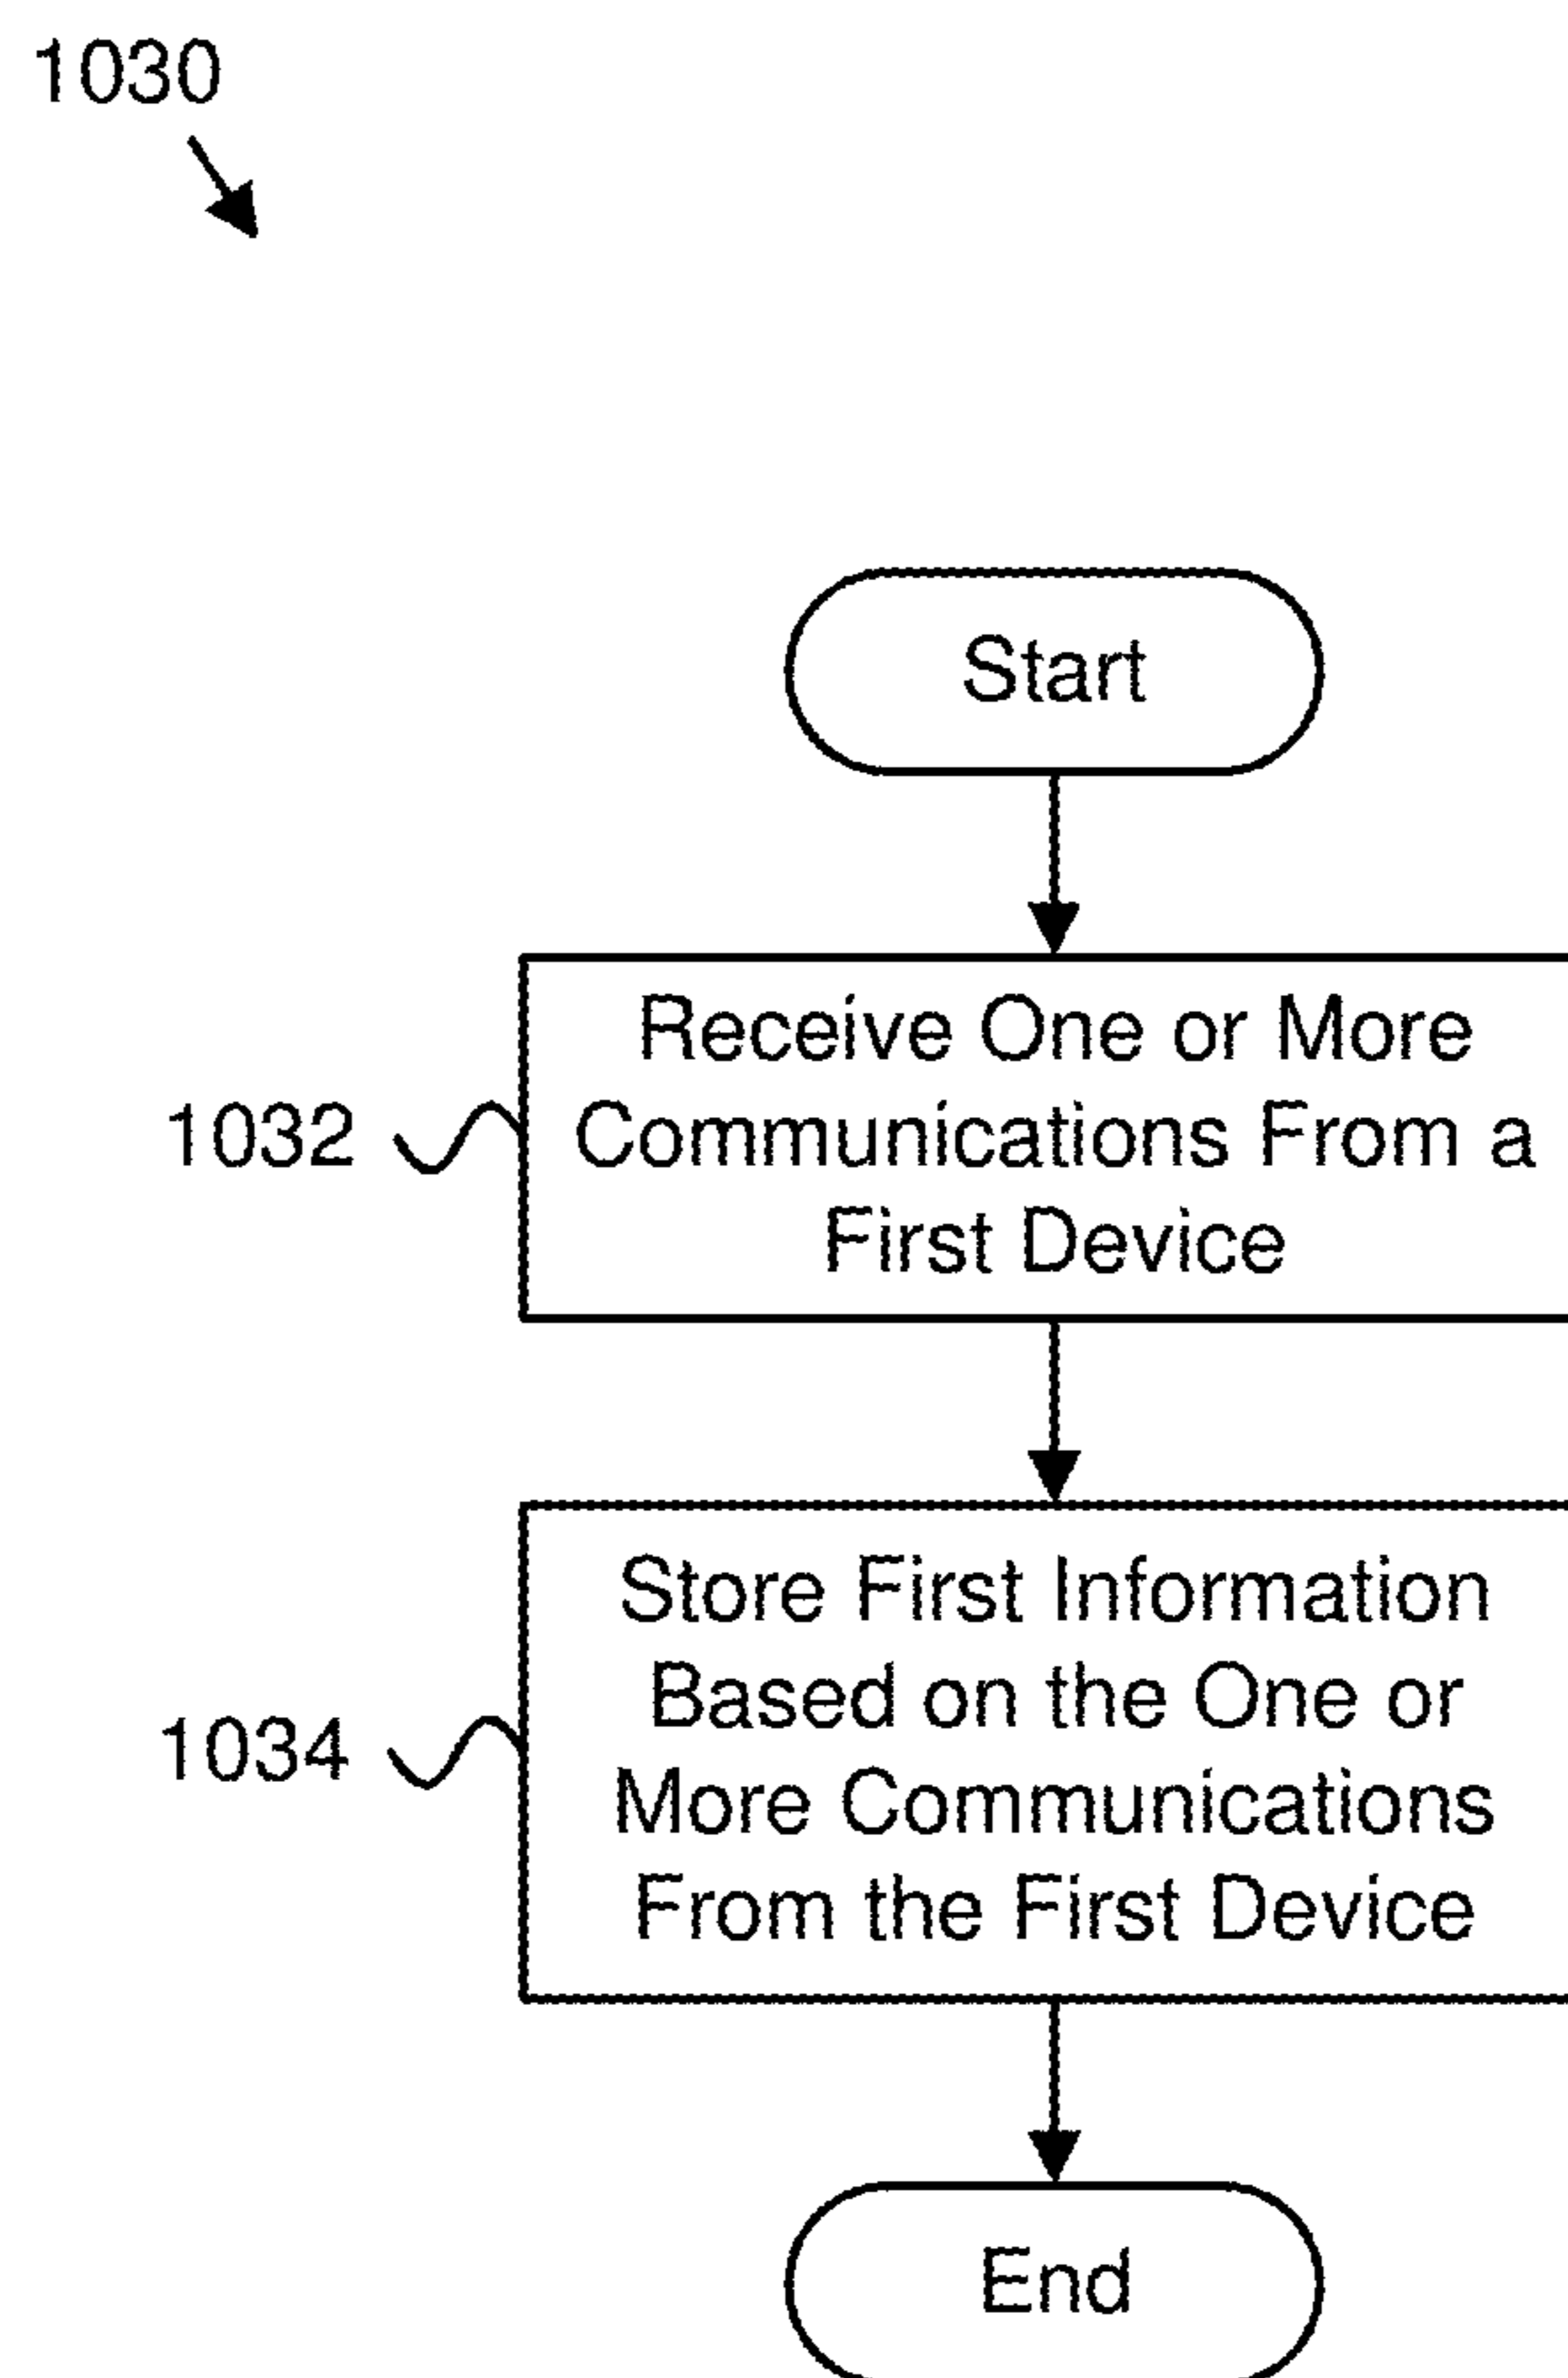 1030
Start
Receive One or More
1032
Communications From a
First Device
Store First Information
Based on the One or
1034
More Communications
From the First Device
End